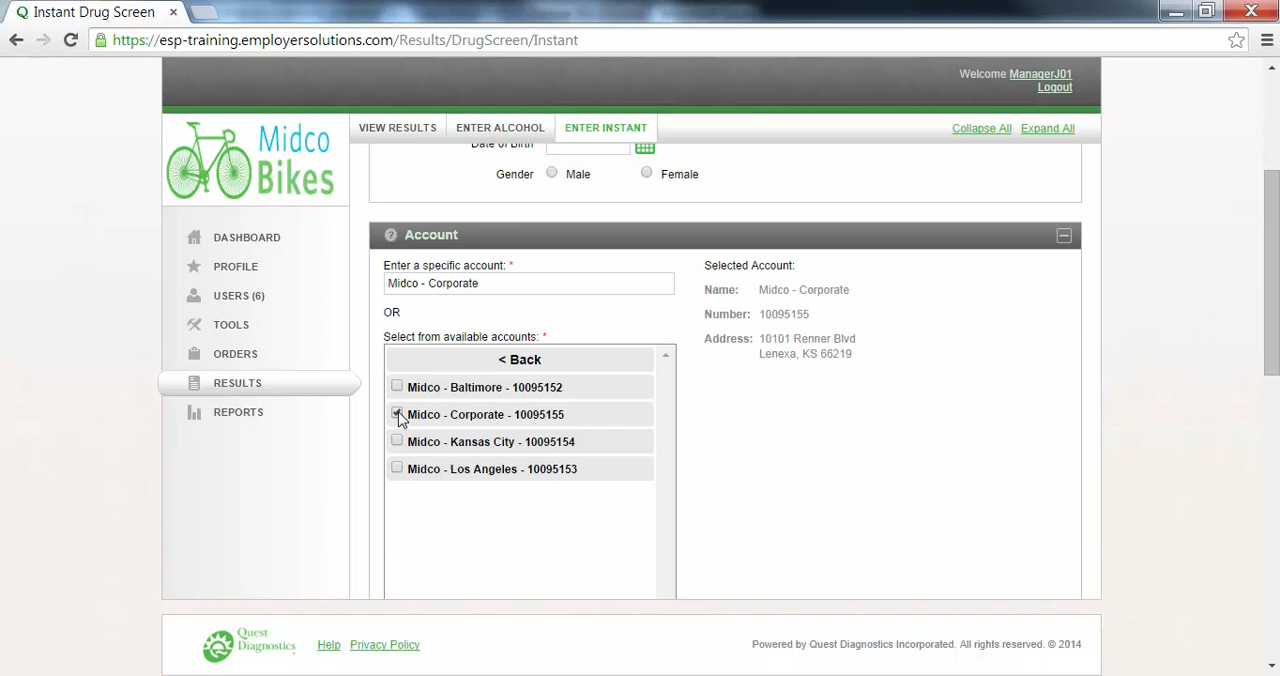 Instant Drug Screen
https://esp-training.employersolutions.com/Results/DrugScreen/Instant
Welcome ManagerJ01
Logout
Midco
Bikes
VIEW RESULTS ENTER ALCOHOL ENTER INSTANT
Collapse All Expand All
DASHBOARD
PROFILE
USERS (6)
TOOLS
ORDERS
RESULTS
REPORTS
Date of Birth
Gender Male Female
? Account
Enter a specific account: *
Midco - Corporate
OR
Select from available accounts: *
< Back
Midco - Baltimore - 10095152
Midco - Corporate - 10095155
Midco - Kansas City - 10095154
Midco - Los Angeles - 10095153
Selected Account:
Name: Midco - Corporate
Number: 10095155
Address: 10101 Renner Blvd
Lenexa, KS 66219
Quest
Diagnostics
Help Privacy Policy
Powered by Quest Diagnostics Incorporated. All rights reserved. © 2014